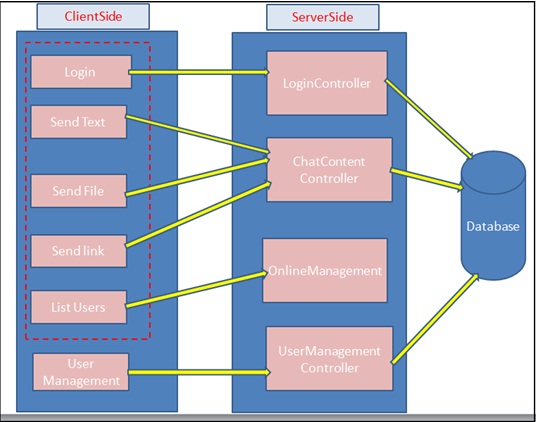 ClientSide
ServerSide
Login
Send Text
Send File
Send link
List Users
User
Management
LoginController
ChatContent
Controller
OnlineManagement
UserManagement
Controller
Database